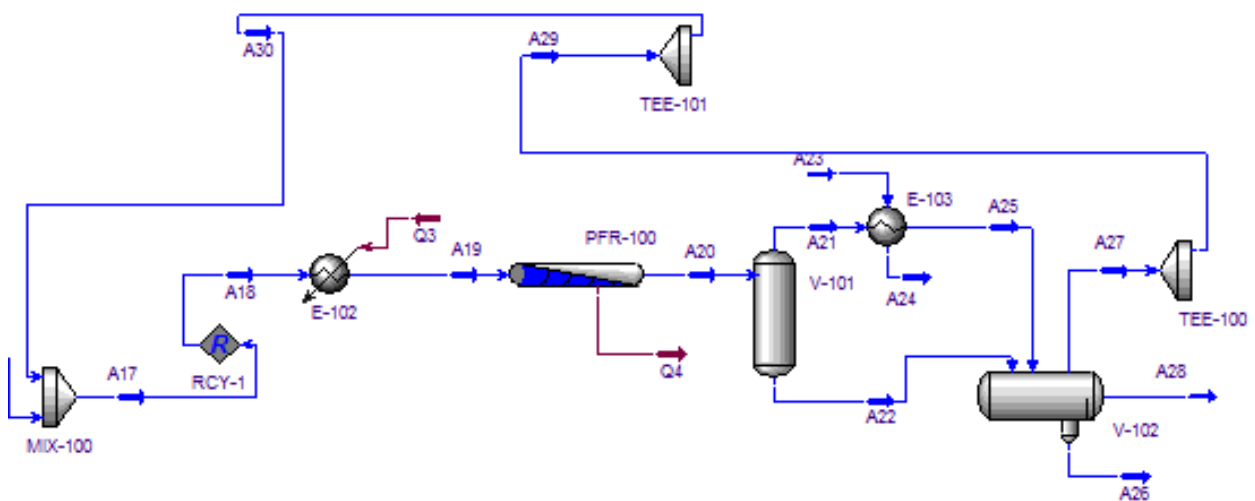 A30
A29
TEE-101
A23
E-103
Q3
A19
PFR-100
A20
A21
A25
A27
A18
E-102
V-101
A24
TEE-100
R
RCY-1
A17
Q4
A22
A28
MIX-100
V-102
A26